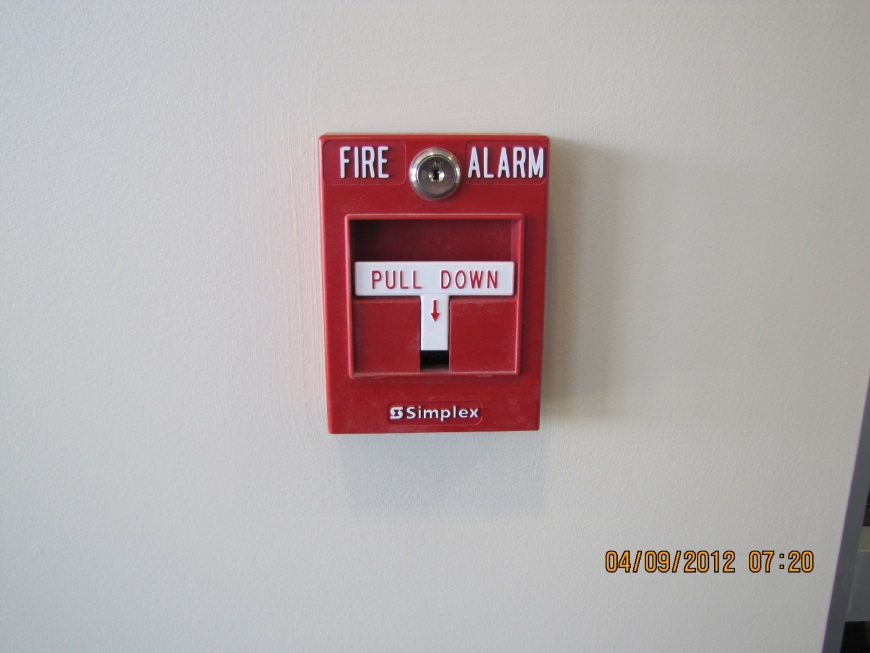 FIRE ALARM
PULL DOWN
Simplex
04/09/2012 07:20